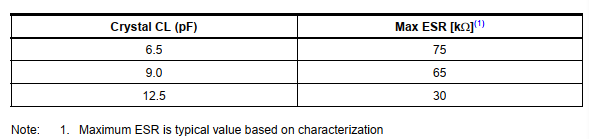 Crystal CL (pF) Max ESR [kΩ](1)
6.5 75
9.0 65
12.5 30
Note: 1. Maximum ESR is typical value based on characterization